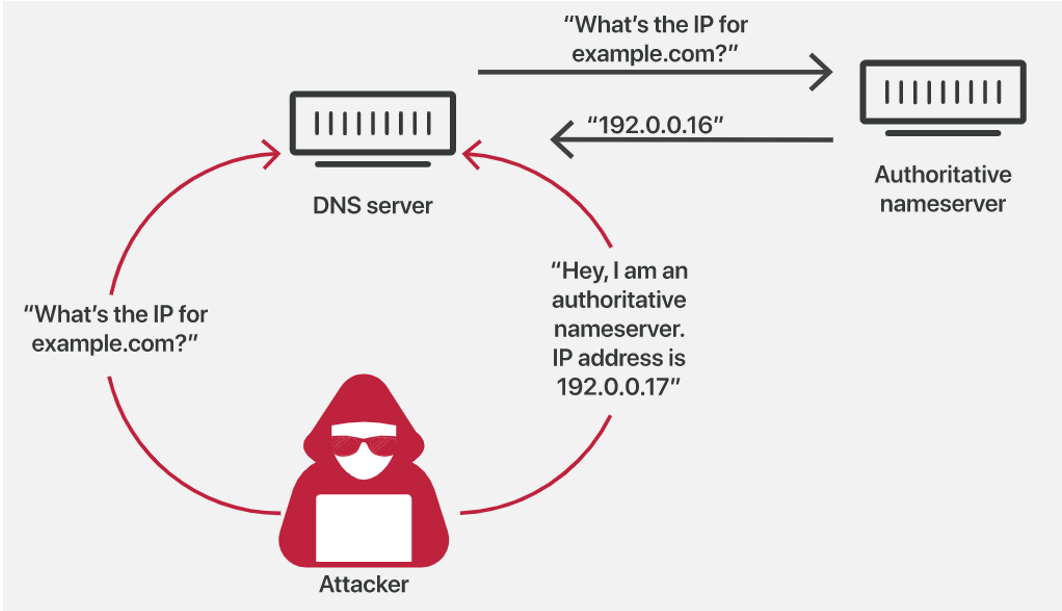 “What’s the IP for
example.com?”
“192.0.0.16”
DNS server
Authoritative
nameserver
“What’s the IP for
example.com?”
“Hey, I am an
authoritative
nameserver.
IP address is
192.0.0.17”
Attacker